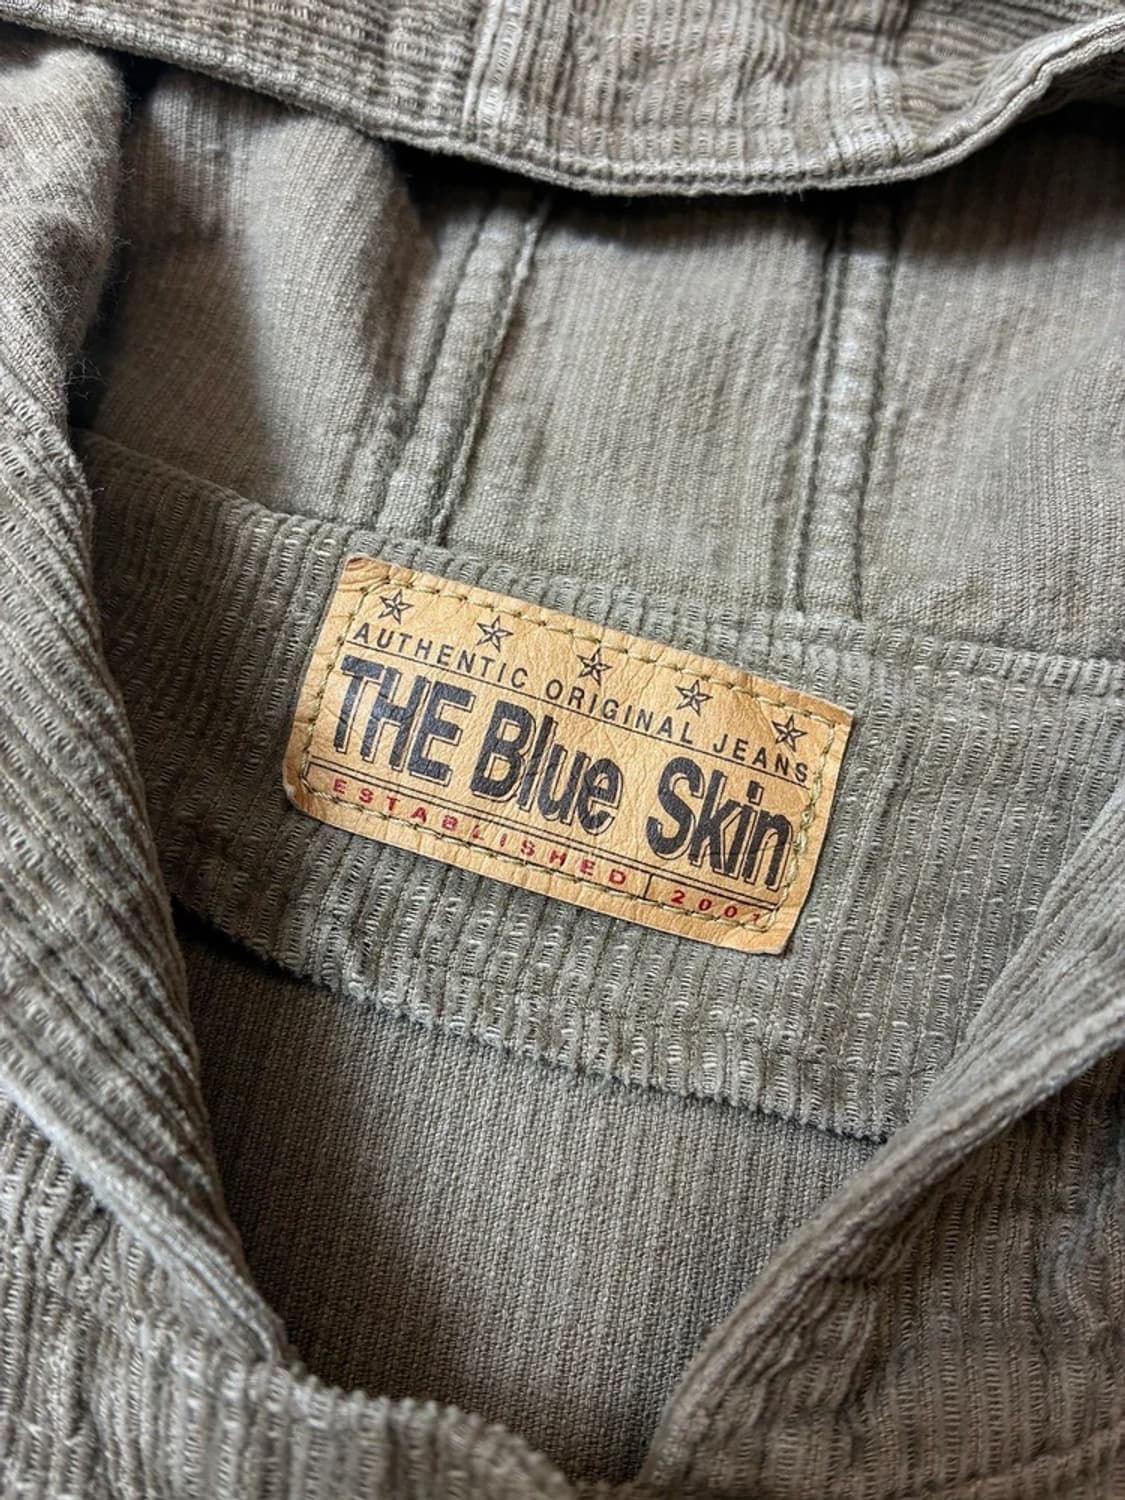 AUTHENTIC ORIGINAL JEANS
THE Blue Skin
ESTABLISHED 2001